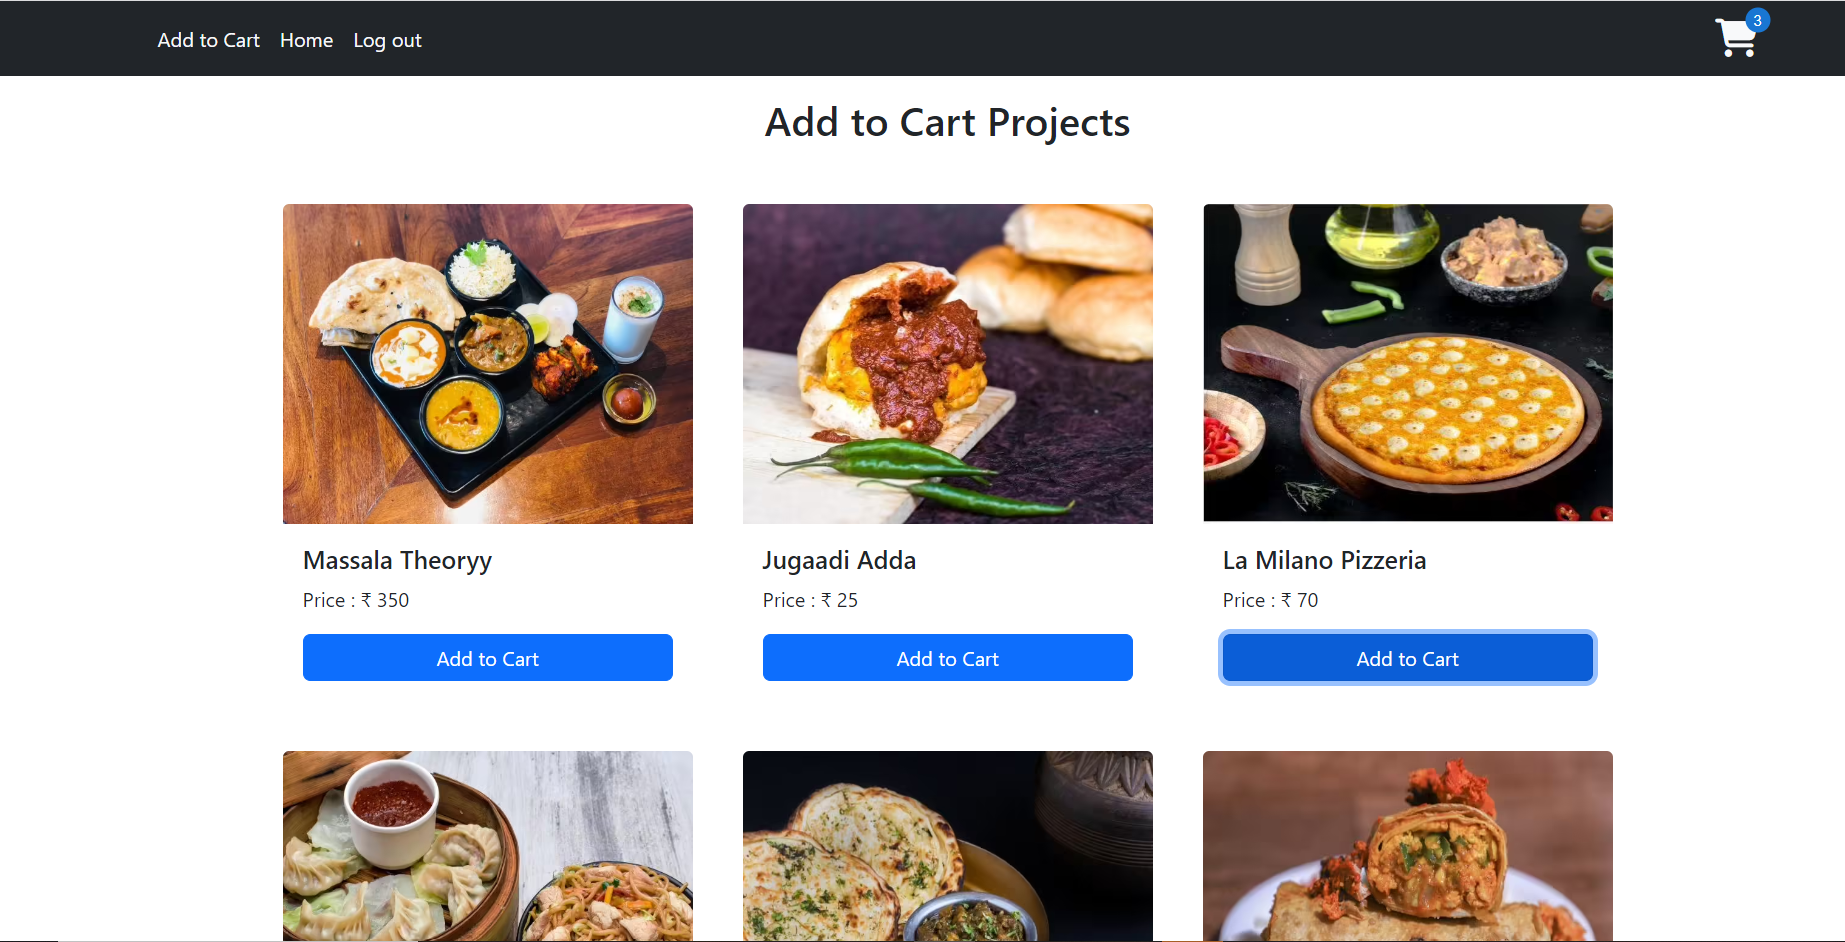 Add to Cart Home Log out
3
Add to Cart Projects
Massala Theoryy
Price : ₹ 350
Add to Cart
Jugaadi Adda
Price : ₹ 25
Add to Cart
La Milano Pizzeria
Price : ₹ 70
Add to Cart